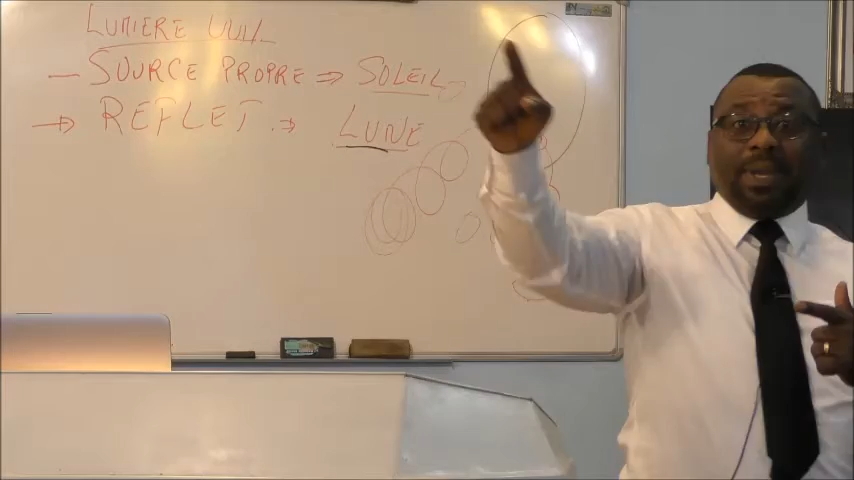 LUMIERE
— SOURCE PROPRE ⇒ SOLEIL
→ REFLET .→ LUNE